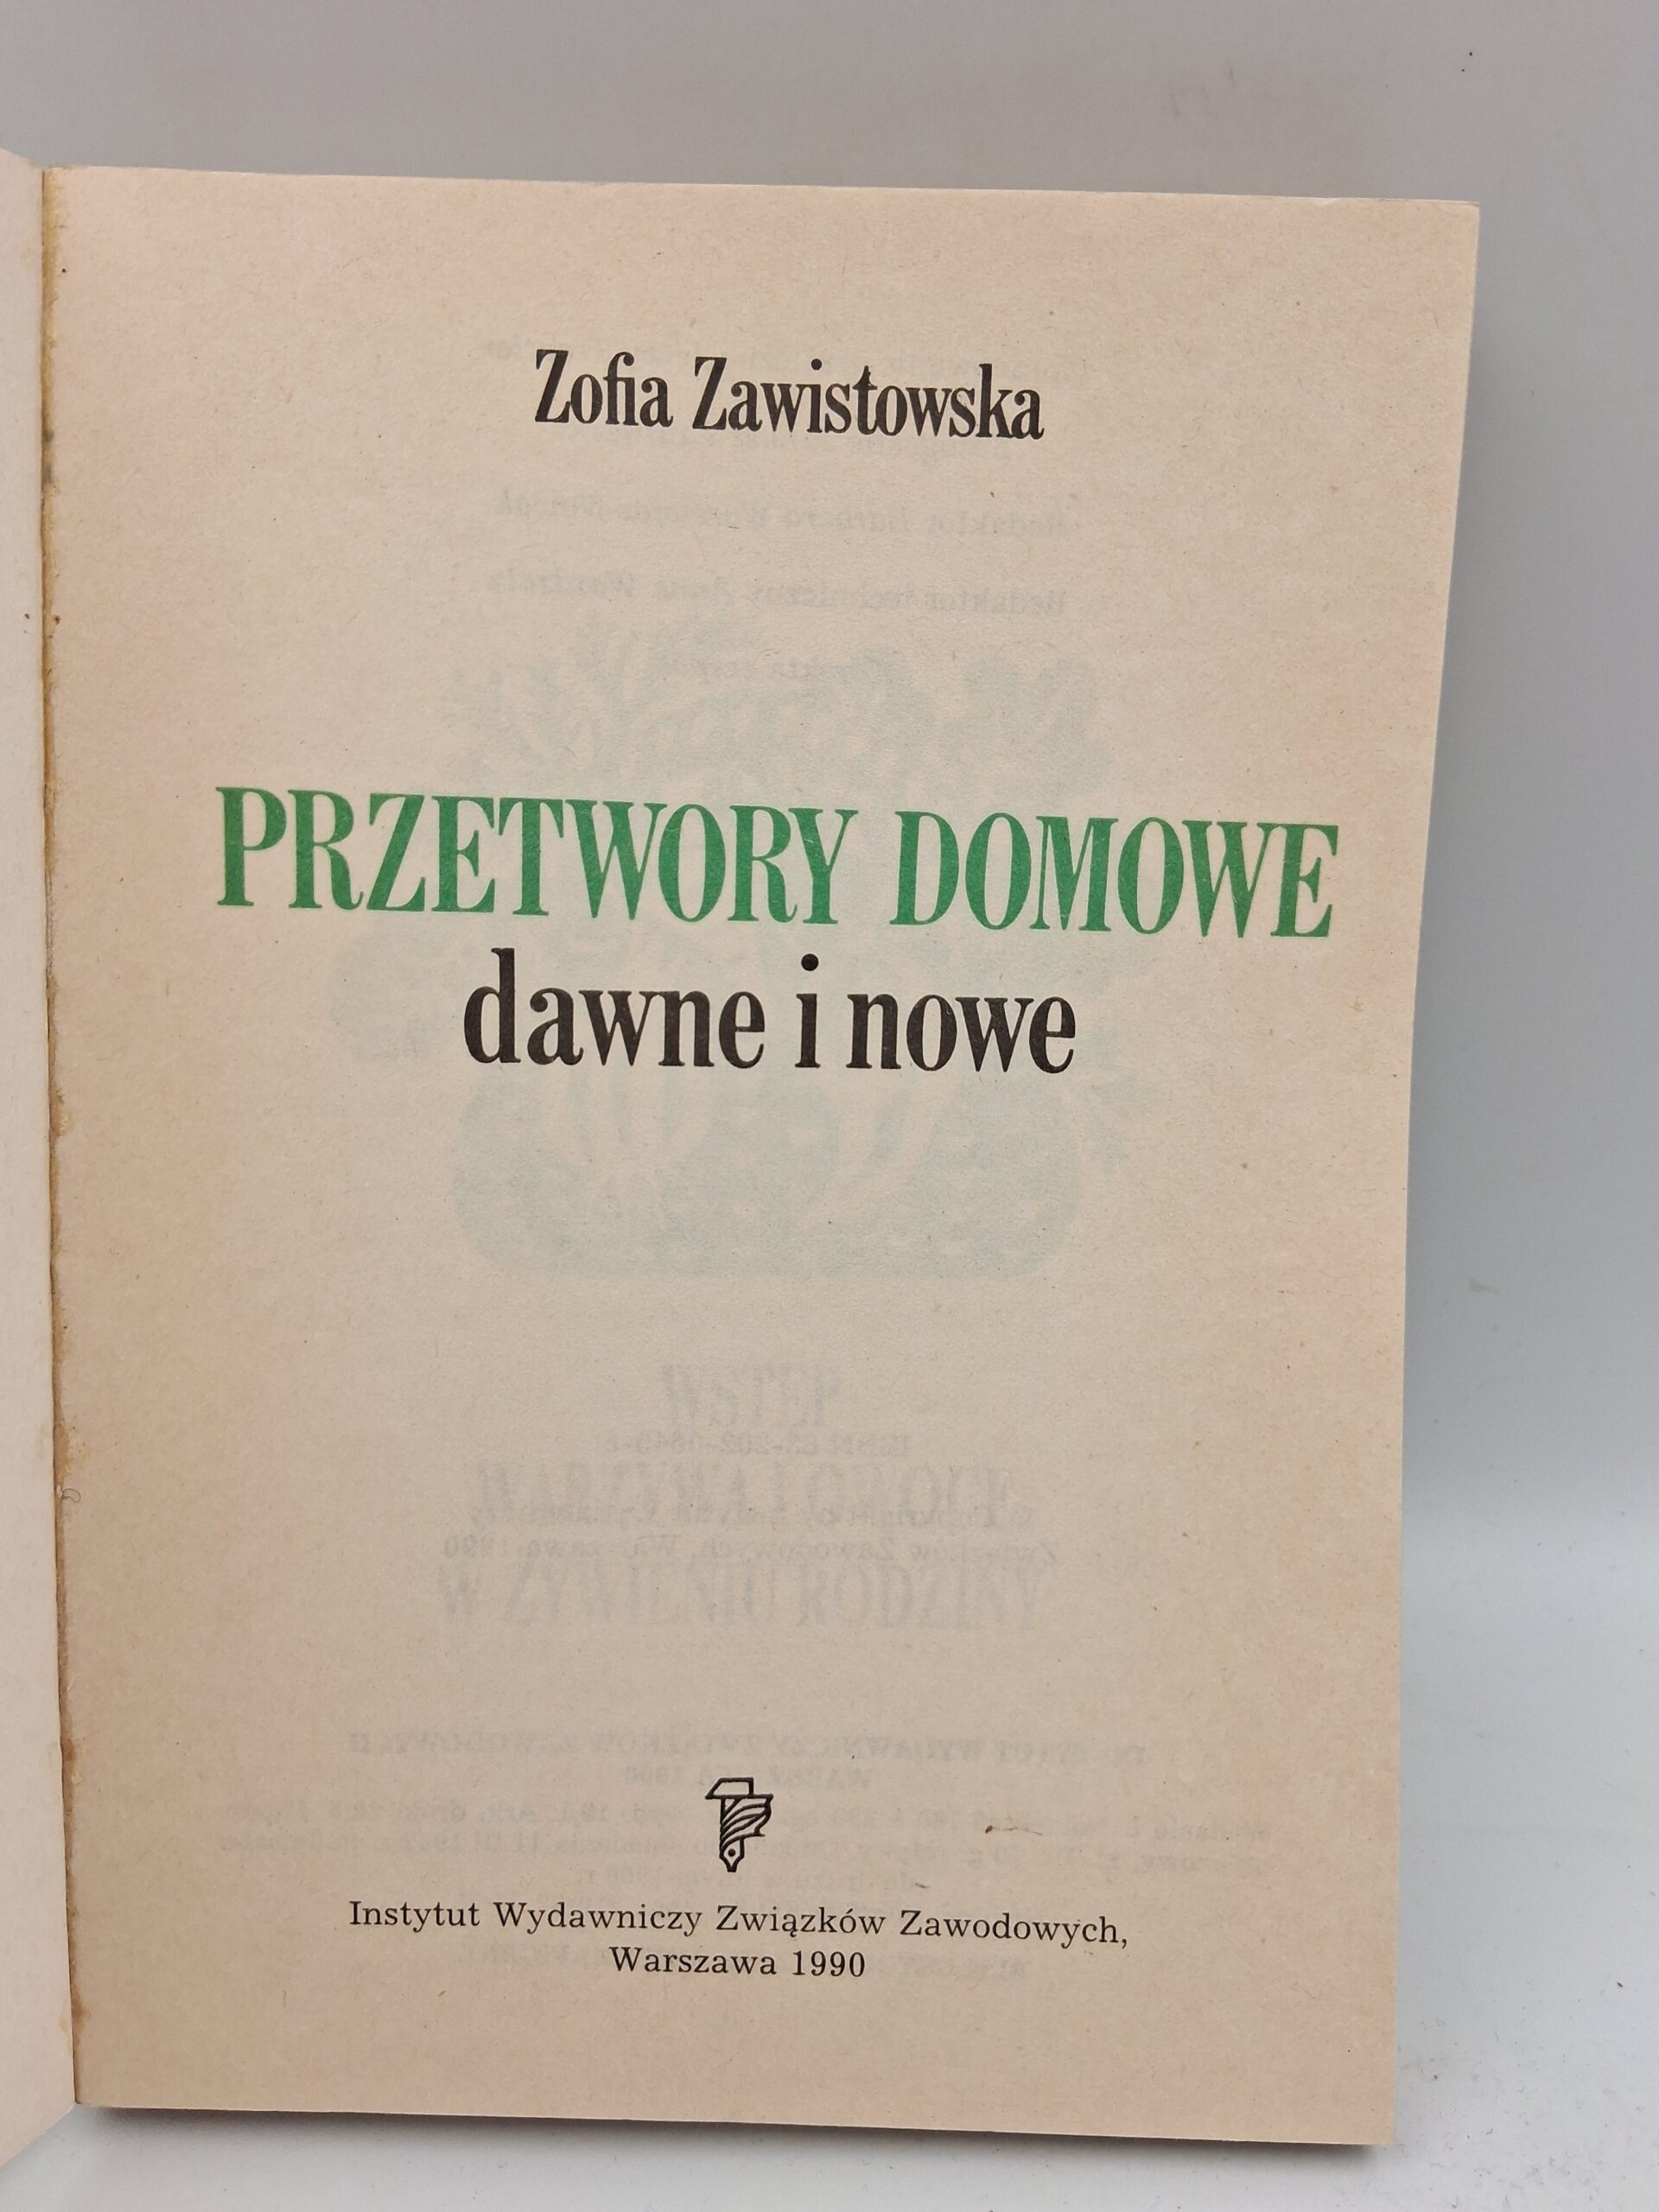 Zofia Zawistowska
PRZETWORY DOMOWE
dawne i nowe
Instytut Wydawniczy Związków Zawodowych,
Warszawa 1990